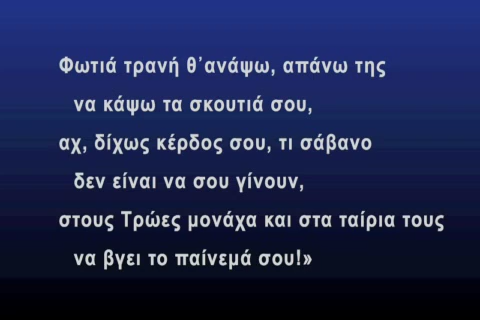 Φωτιά τρανή θ'ανάψω, απάνω της
να κάψω τα σκουτιά σου,
αχ, δίχως κέρδος σου, τι σάβανο
δεν είναι να σου γίνουν,
στους Τρώες μονάχα και στα ταίρια τους
να βγει το παίνεμά σου!»